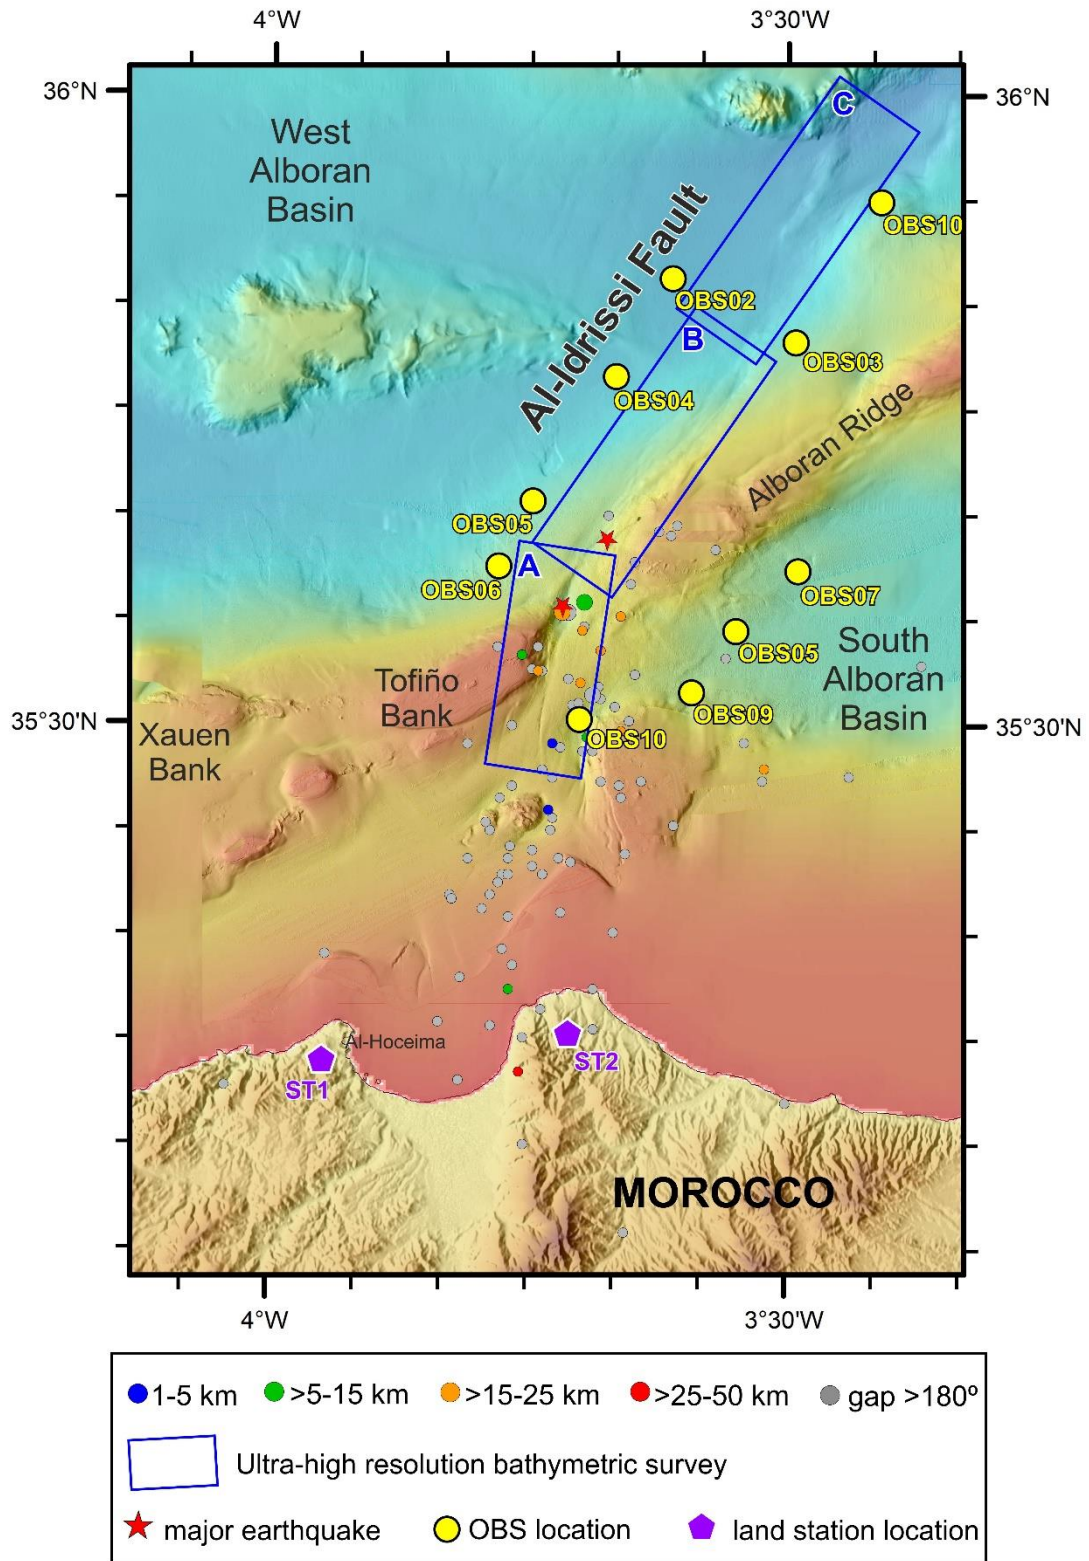 4°W
3°30'W
36°N
36°N
C
West
Alboran
Basin
OBS10
Al-Idrissi Fault
OBS02
B
OBS03
OBS04
Alboran Ridge
OBS05
A
OBS06
OBS07
OBS05
South
Alboran
Basin
Tofiño
Bank
OBS09
35°30'N
35°30'N
Xauen
Bank
OBS10
Al-Hoceima
ST1
ST2
MOROCCO
4°W
3°30'W
1-5 km
>5-15 km
>15-25 km
>25-50 km
gap >180º
Ultra-high resolution bathymetric survey
major earthquake
OBS location
land station location